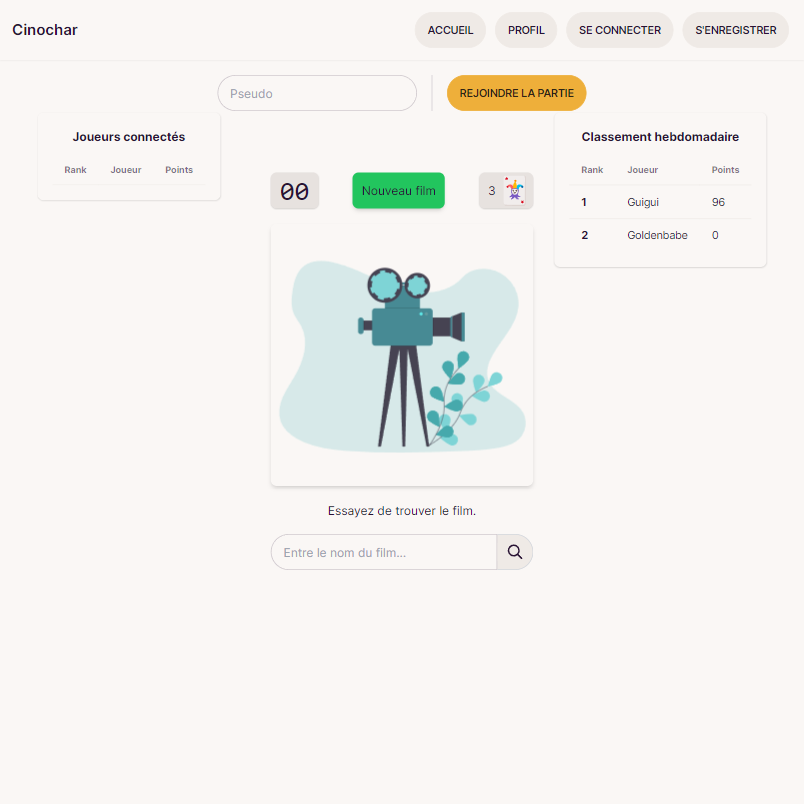 Cinochar
ACCUEIL
PROFIL
SE CONNECTER
S'ENREGISTRER
Pseudo
REJOINDRE LA PARTIE
Joueurs connectés
Rank Joueur Points
00
Nouveau film
3
Classement hebdomadaire
Rank Joueur Points
1 Guigui 96
2 Goldenbabe 0
Essayez de trouver le film.
Entre le nom du film...